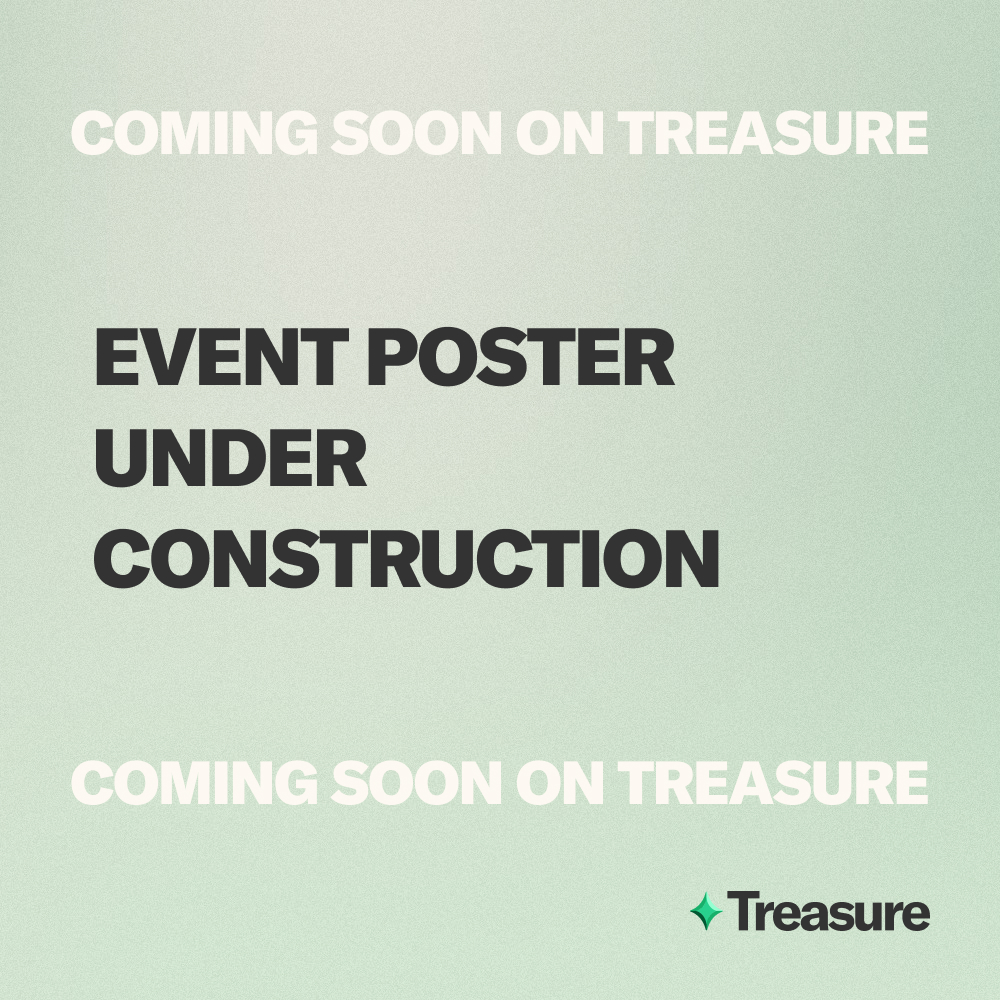 COMING SOON ON TREASURE
EVENT POSTER
UNDER
CONSTRUCTION
COMING SOON ON TREASURE
Treasure